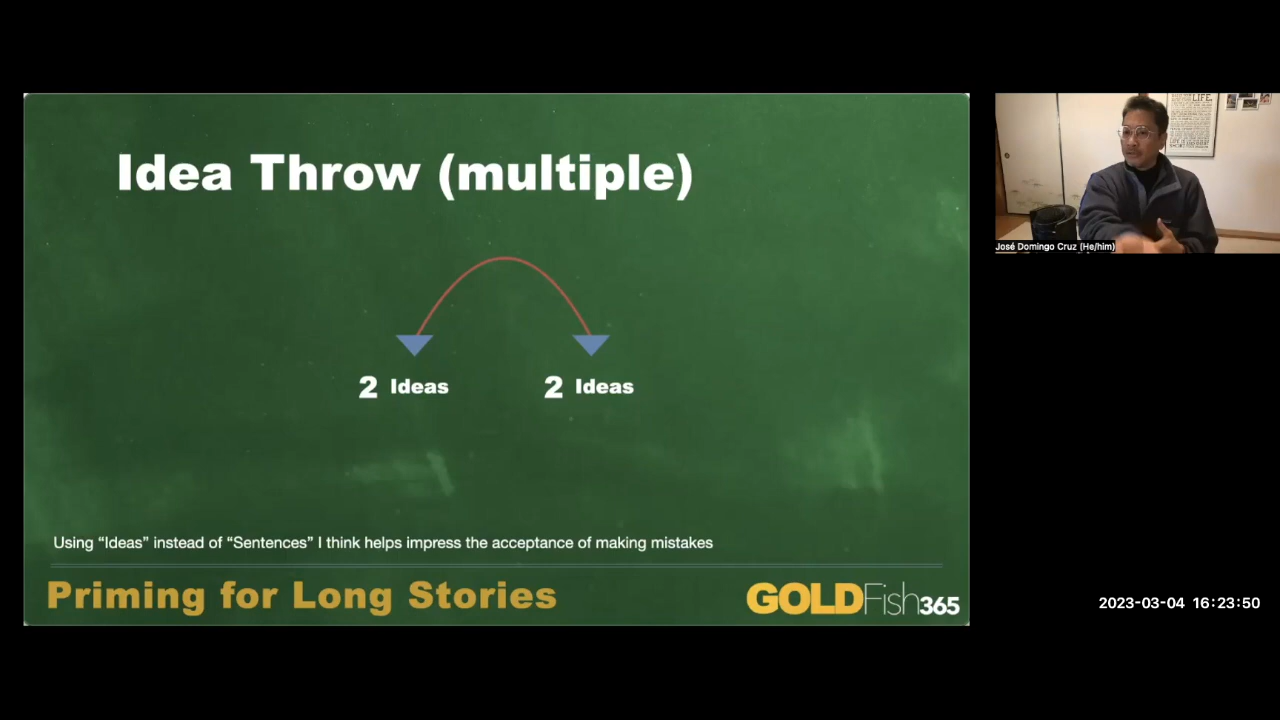 Idea Throw (multiple)
2 Ideas
2 Ideas
Using “Ideas” instead of “Sentences” I think helps impress the acceptance of making mistakes
Priming for Long Stories
GOLDFish365
LIFE.
José Domingo Cruz (He/him)
2023-03-04 16:23:50